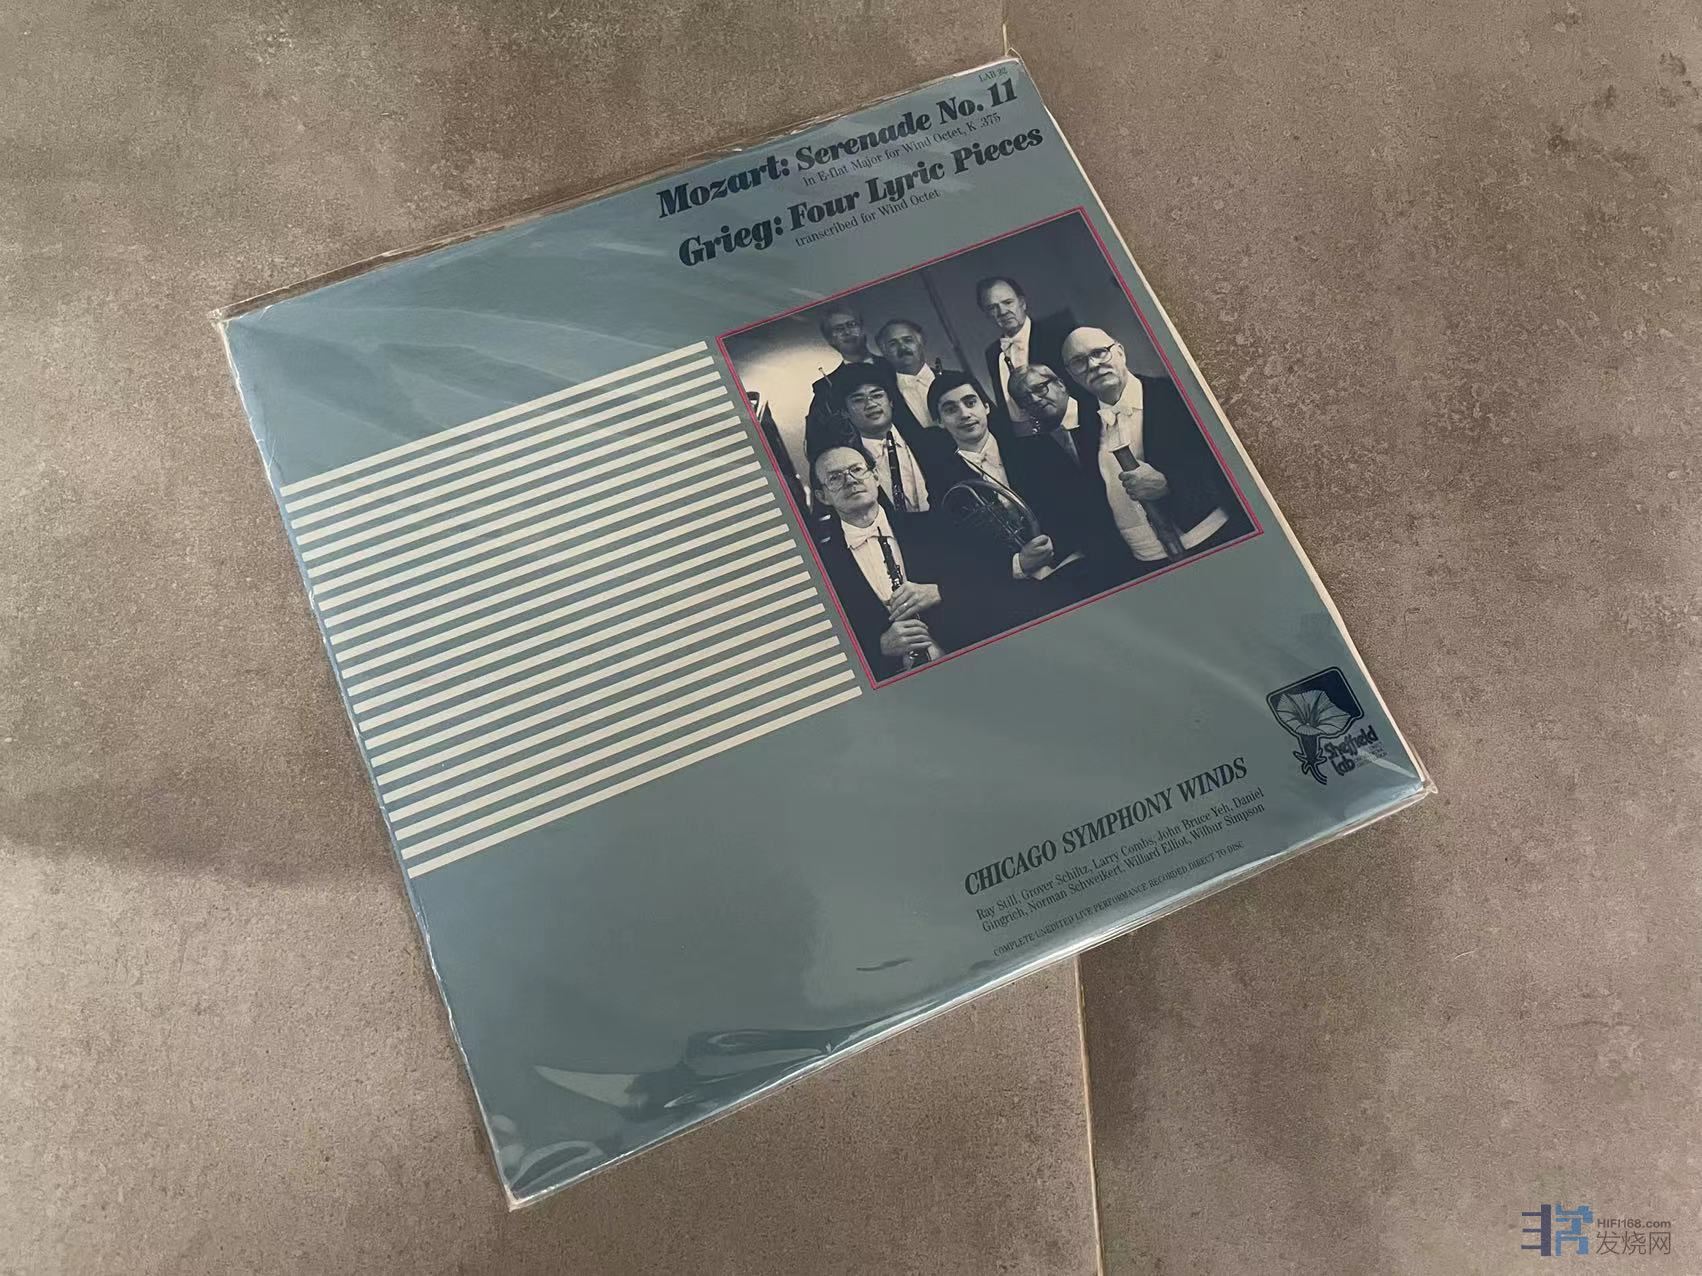 LAB 22
Mozart: Serenade No. 11
In E-flat Major for Wind Octet, K .375
Grieg: Four Lyric Pieces
transcribed for Wind Octet
Sheffield
lab
CHICAGO SYMPHONY WINDS
Ray Still, Grover Schiltz, Larry Combs, John Bruce Yeh, Daniel
Gingrich, Norman Schweikert, Willard Elliot, Wilbur Simpson
COMPLETE UNEDITED LIVE PERFORMANCE RECORDED DIRECT TO DISC
HIFI168.com
发烧网